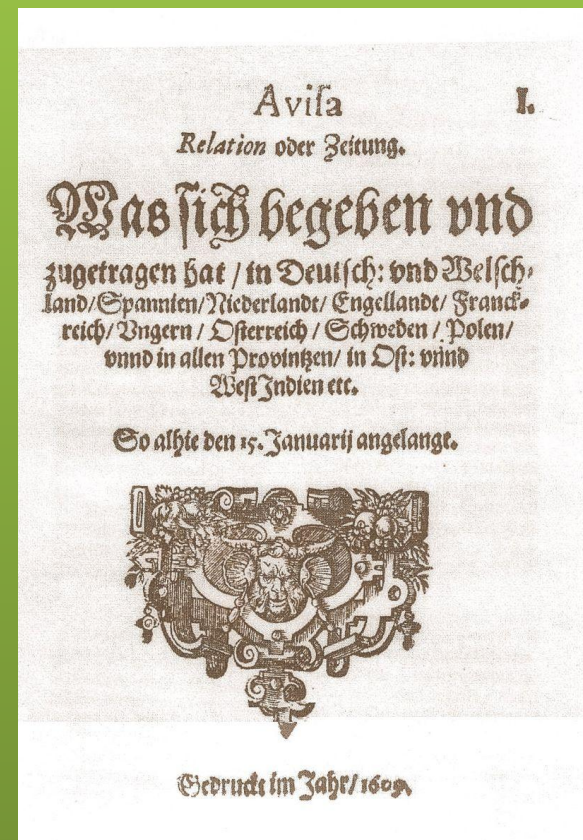 Aviſa I.
Relation oder Zeitung.
Was ſich begeben vnd
zugetragen hat / in Deutſch: vnd Welſch-
land/Spannien/Niederlandt/ Engellandt/ Franck-
reich/ Vngern / Oſterreich / Schweden / Polen/
vnnd in allen Provintzen/ in Oſt: vnnd
WeſtJndien etc.
So alhie den 15. Januarij angelangt.
Gedruckt im Jahr/ 1609.